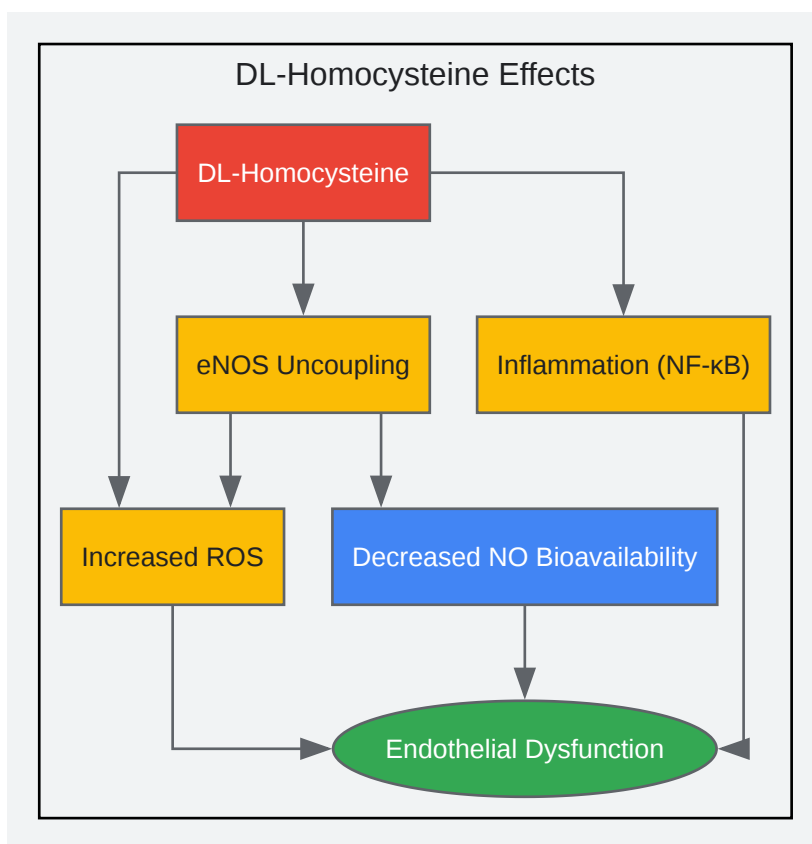 DL-Homocysteine Effects
DL-Homocysteine
eNOS Uncoupling
Inflammation (NF-κB)
Increased ROS
Decreased NO Bioavailability
Endothelial Dysfunction